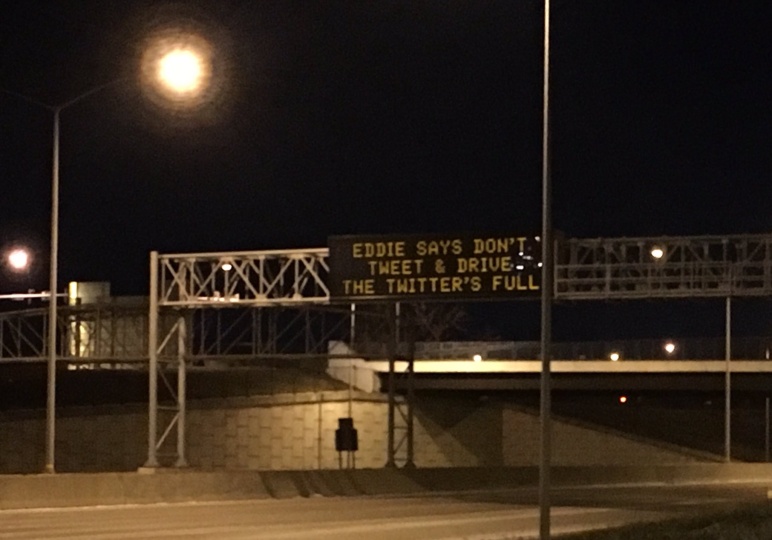 EDDIE SAYS DON'T
TWEET & DRIVE
THE TWITTER'S FULL